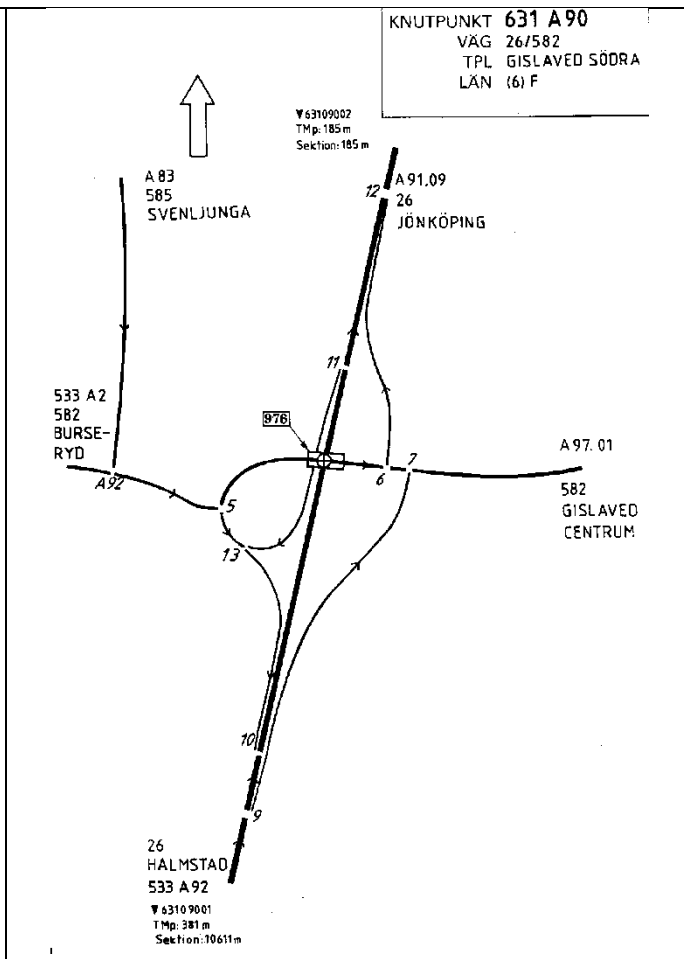 KNUTPUNKT 631 A90
VÄG 26/582
TPL GISLAVED SÖDRA
LÄN (6) F
▼63109002
TMp: 185 m
Sektion: 185 m
A 83
585
SVENLJUNGA
12
A 91.09
26
JÖNKÖPING
11
533 A2
582
BURSE-
RYD
976
A92
5
6
7
A 97.01
582
GISLAVED
CENTRUM
13
10
9
26
HALMSTAD
533 A92
▼63109001
TMp: 381 m
Sektion: 10611m